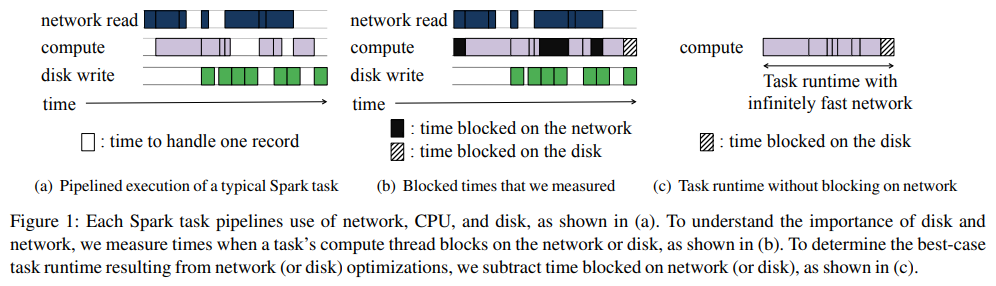 network read
compute
disk write
time
: time to handle one record
(a) Pipelined execution of a typical Spark task
network read
compute
disk write
time
: time blocked on the network
: time blocked on the disk
(b) Blocked times that we measured
compute
Task runtime with
infinitely fast network
: time blocked on the disk
(c) Task runtime without blocking on network
Figure 1: Each Spark task pipelines use of network, CPU, and disk, as shown in (a). To understand the importance of disk and
network, we measure times when a task's compute thread blocks on the network or disk, as shown in (b). To determine the best-case
task runtime resulting from network (or disk) optimizations, we subtract time blocked on network (or disk), as shown in (c).